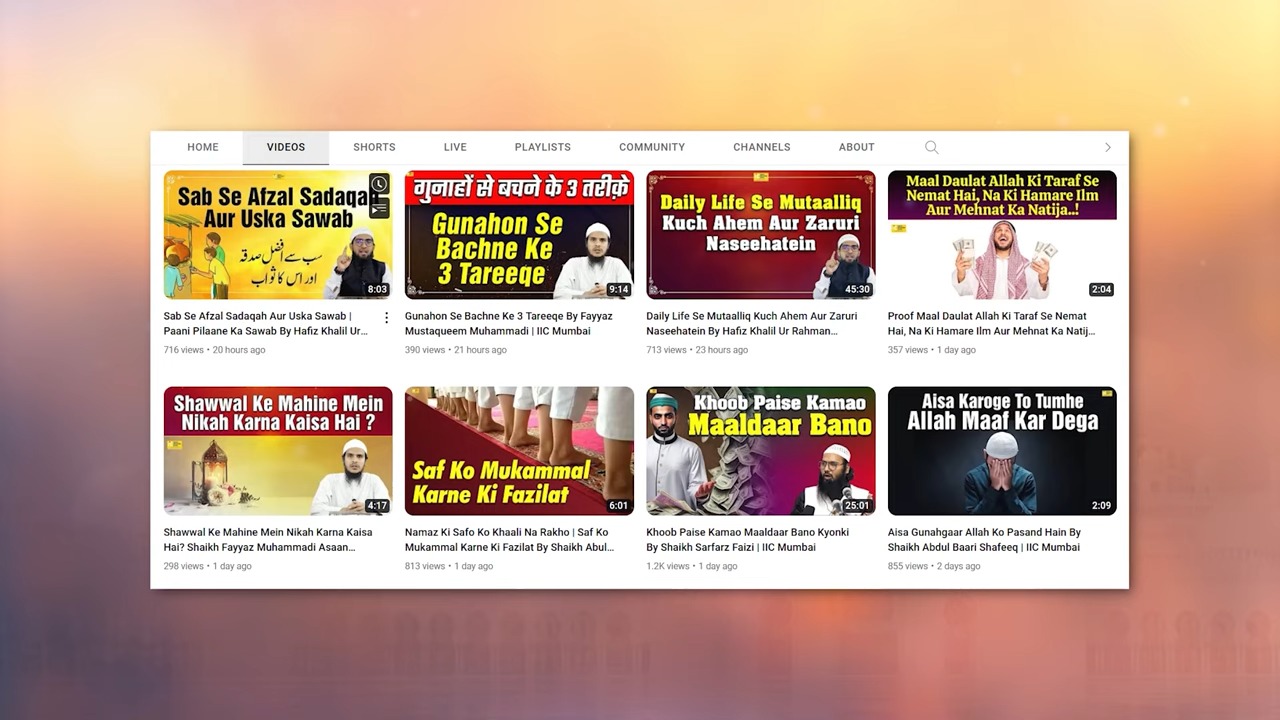 HOME VIDEOS SHORTS LIVE PLAYLISTS COMMUNITY CHANNELS ABOUT
Sab Se Afzal Sadaqah
Aur Uska Sawab
سب سے افضل صدقہ
اور اس کا ثواب
8:03
Sab Se Afzal Sadaqah Aur Uska Sawab |
Paani Pilaane Ka Sawab By Hafiz Khalil Ur...
716 views • 20 hours ago
गुनाहों से बचने के 3 तरीक़े
Gunahon Se
Bachne Ke
3 Tareeqe
9:14
Gunahon Se Bachne Ke 3 Tareeqe By Fayyaz
Mustaqueem Muhammadi | IIC Mumbai
390 views • 21 hours ago
Daily Life Se Mutaalliq
Kuch Ahem Aur Zaruri
Naseehatein
45:30
Daily Life Se Mutaalliq Kuch Ahem Aur Zaruri
Naseehatein By Hafiz Khalil Ur Rahman...
713 views • 23 hours ago
Maal Daulat Allah Ki Taraf Se
Nemat Hai, Na Ki Hamare Ilm
Aur Mehnat Ka Natija..!
2:04
Proof Maal Daulat Allah Ki Taraf Se Nemat
Hai, Na Ki Hamare Ilm Aur Mehnat Ka Natij...
357 views • 1 day ago
Shawwal Ke Mahine Mein
Nikah Karna Kaisa Hai ?
4:17
Shawwal Ke Mahine Mein Nikah Karna Kaisa
Hai? Shaikh Fayyaz Muhammadi Asaan...
298 views • 1 day ago
Saf Ko Mukammal
Karne Ki Fazilat
6:01
Namaz Ki Safo Ko Khaali Na Rakho | Saf Ko
Mukammal Karne Ki Fazilat By Shaikh Abul...
813 views • 1 day ago
Khoob Paise Kamao
Maaldaar Bano
25:01
Khoob Paise Kamao Maaldaar Bano Kyonki
By Shaikh Sarfarz Faizi | IIC Mumbai
1.2K views • 1 day ago
Aisa Karoge To Tumhe
Allah Maaf Kar Dega
2:09
Aisa Gunahgaar Allah Ko Pasand Hain By
Shaikh Abdul Baari Shafeeq | IIC Mumbai
855 views • 2 days ago